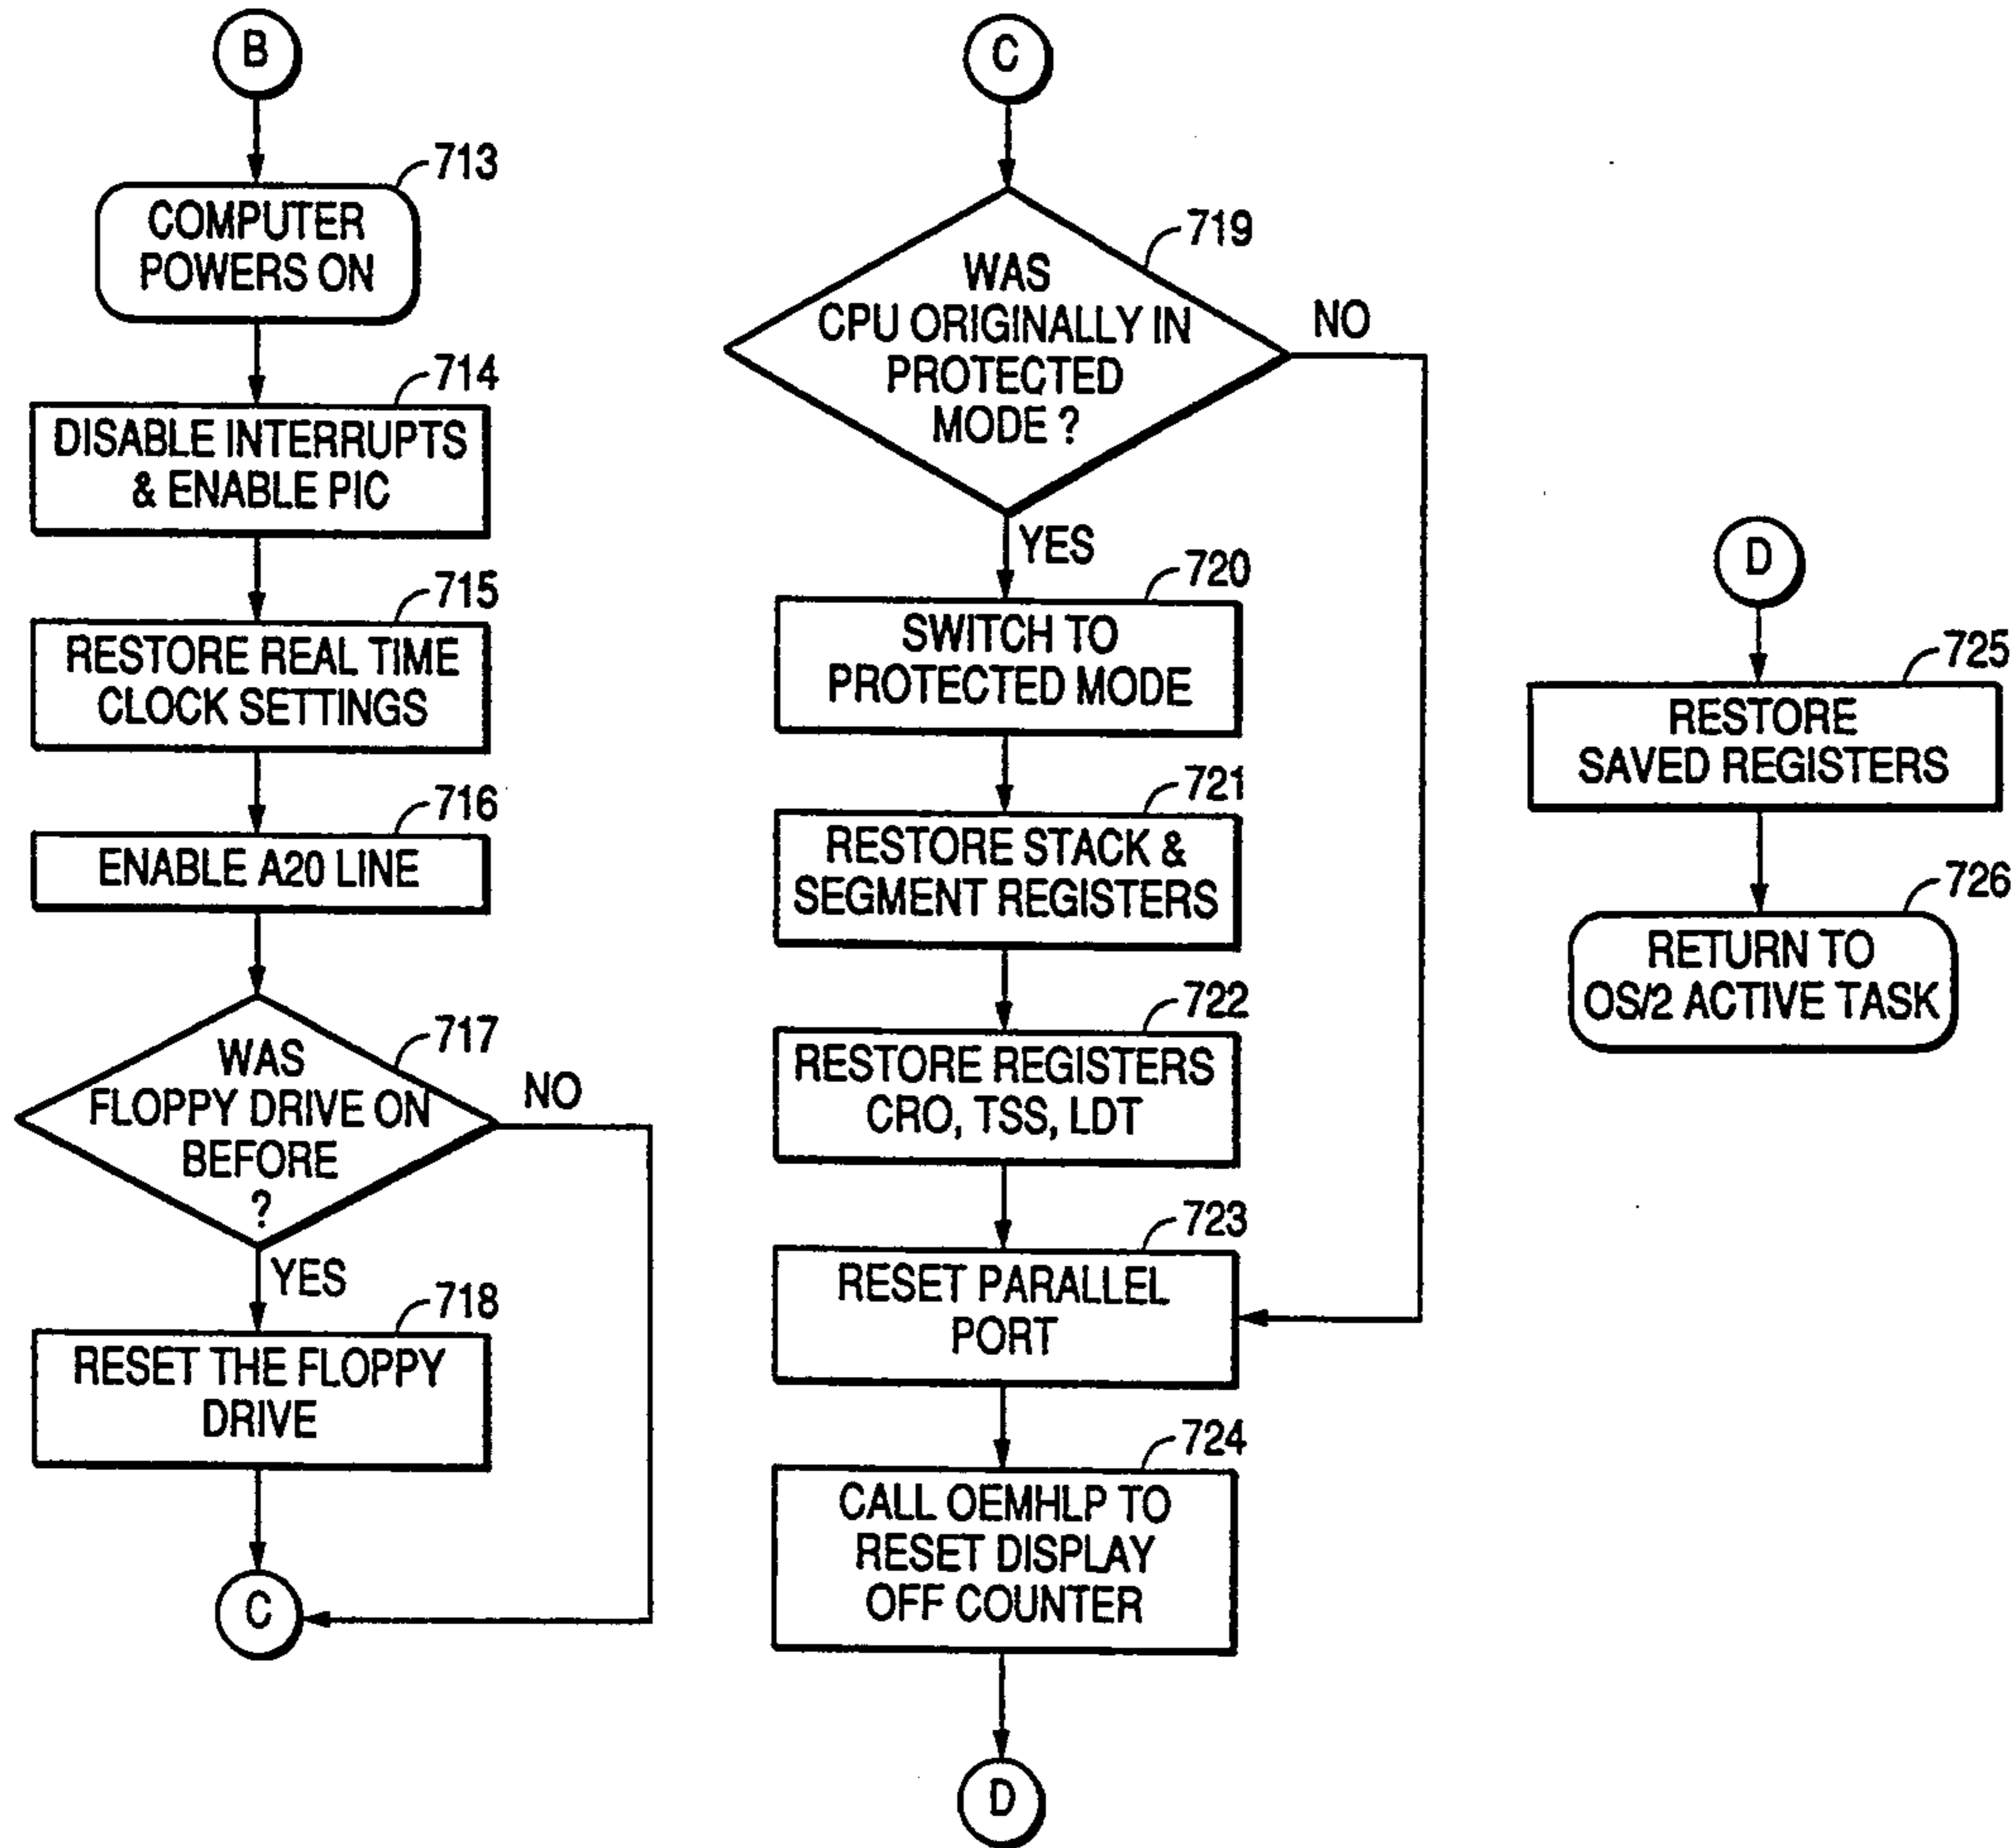 B
713
COMPUTER
POWERS ON
714
DISABLE INTERRUPTS
& ENABLE PIC
715
RESTORE REAL TIME
CLOCK SETTINGS
716
ENABLE A20 LINE
717
WAS
FLOPPY DRIVE ON
BEFORE
?
NO
YES
718
RESET THE FLOPPY
DRIVE
C
C
719
WAS
CPU ORIGINALLY IN
PROTECTED
MODE ?
NO
YES
720
SWITCH TO
PROTECTED MODE
721
RESTORE STACK &
SEGMENT REGISTERS
722
RESTORE REGISTERS
CRO, TSS, LDT
723
RESET PARALLEL
PORT
724
CALL OEMHLP TO
RESET DISPLAY
OFF COUNTER
D
D
725
RESTORE
SAVED REGISTERS
726
RETURN TO
OS/2 ACTIVE TASK